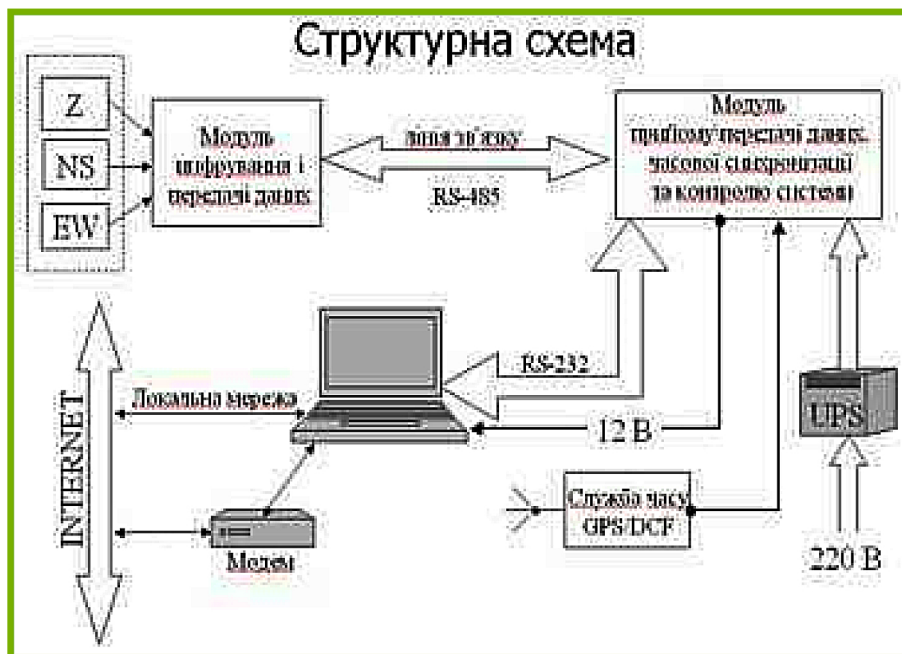 Структурна схема
Z
NS
EW
Модуль
цифрування і
передачі даних
лінія зв'язку
RS-485
Модуль
прийому передачі даних,
часової синхронізації
та контролю системи
RS-232
Локальна мережа
12 В
UPS
INTERNET
Служба часу
GPS/DCF
220 В
Модем